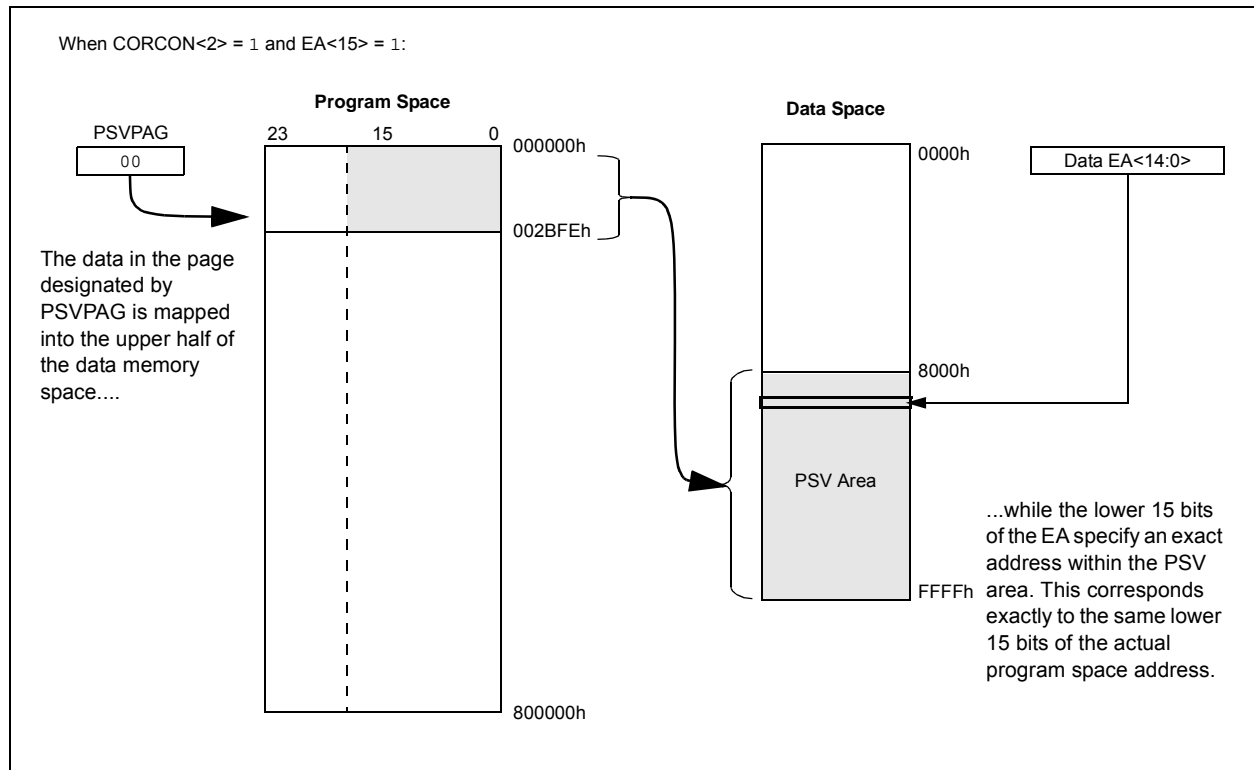 When CORCON<2> = 1 and EA<15> = 1:
Program Space
Data Space
PSVPAG
23 15 0
000000h
0000h
00
Data EA<14:0>
002BFEh
The data in the page
designated by
PSVPAG is mapped
into the upper half of
the data memory
space....
8000h
PSV Area
...while the lower 15 bits
of the EA specify an exact
address within the PSV
area. This corresponds
exactly to the same lower
15 bits of the actual
program space address.
FFFFh
800000h